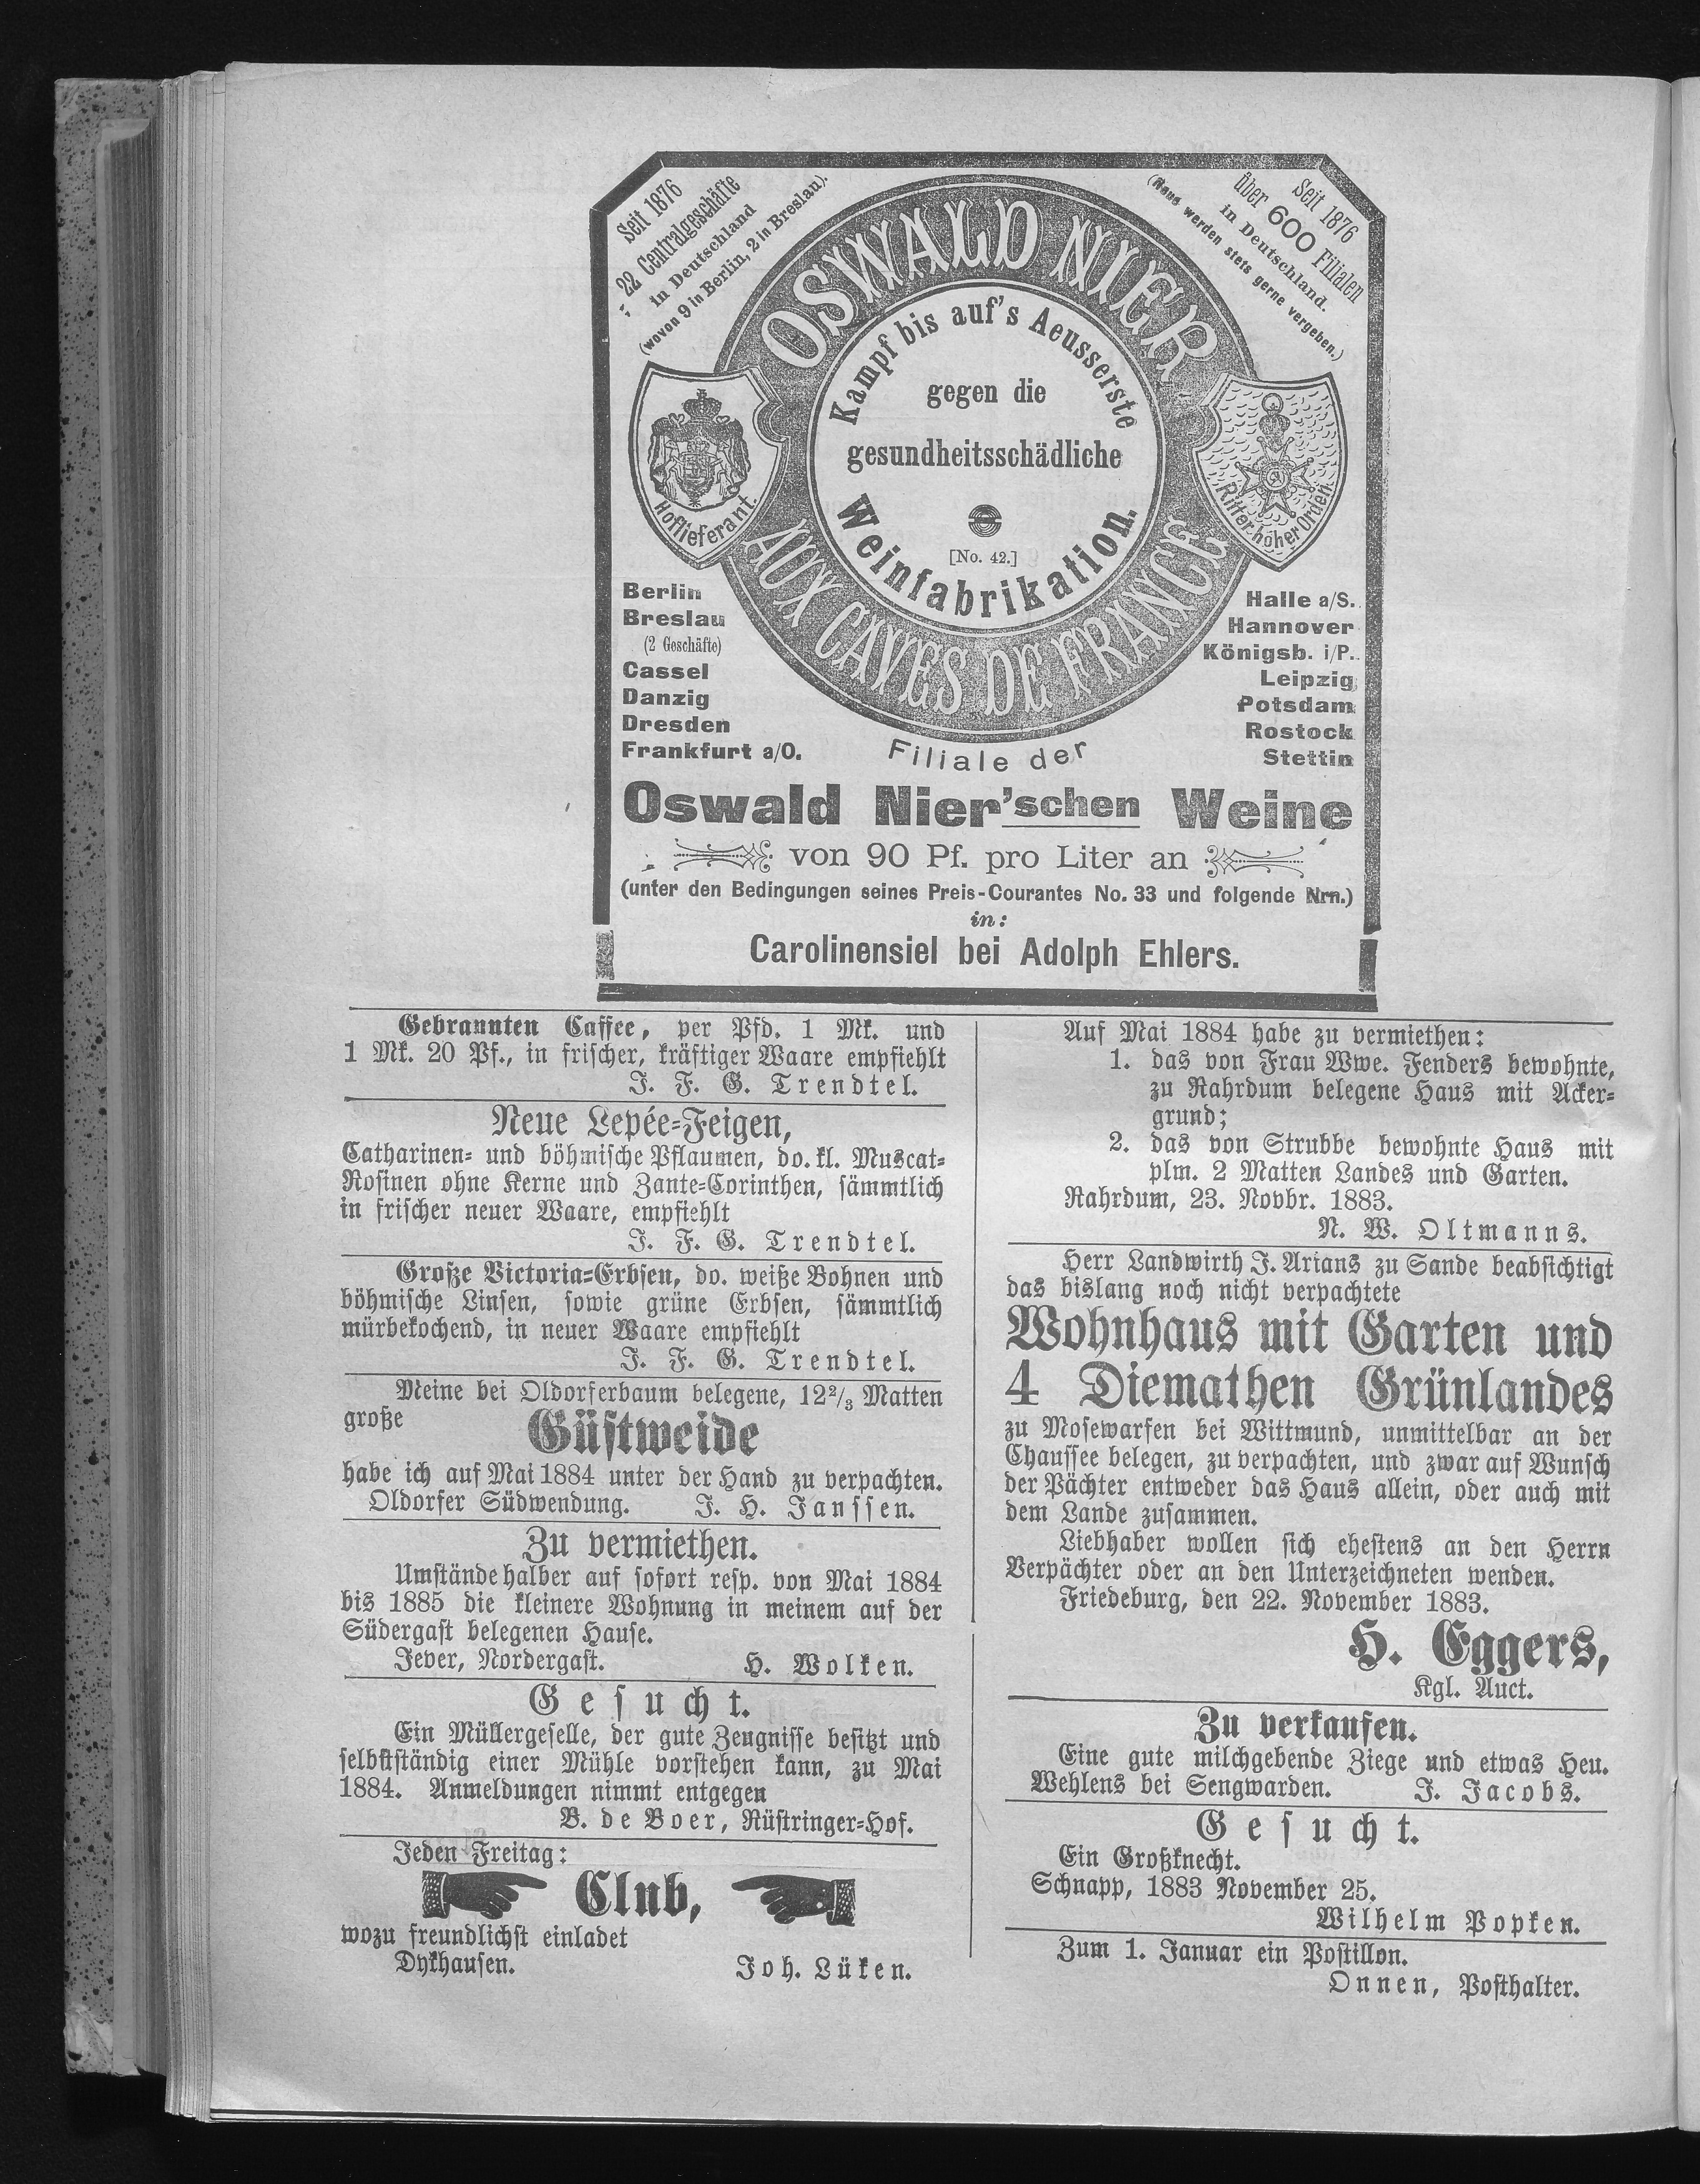 Seit 1876
22 Centralgeschäfte
in Deutschland
(wovon 9 in Berlin, 2 in Breslau).
Seit 1876
über 600 Filialen
in Deutschland.
(Neue werden stets gerne vergeben.)
OSWALD NIER
Kampf bis auf's Aeusserste
gegen die
gesundheitsschädliche
[No. 42.]
Weinfabrikation.
AUX CAVES DE FRANCE
Hoflieferant.
Ritter hoher Orden
Berlin
Breslau
(2 Geschäfte)
Cassel
Danzig
Dresden
Frankfurt a/O.
Halle a/S.
Hannover
Königsb. i/P.
Leipzig
Potsdam
Rostock
Stettin
Filiale der
Oswald Nier'schen Weine
von 90 Pf. pro Liter an
(unter den Bedingungen seines Preis-Courantes No. 33 und folgende Nrn.)
in:
Carolinensiel bei Adolph Ehlers.
Gebrannten Caffee, per Pfd. 1 Mk. und
1 Mk. 20 Pf., in frischer, kräftiger Waare empfiehlt
J. F. G. Trendtel.
Neue Lepée-Feigen,
Catharinen- und böhmische Pflaumen, do. kl. Muscat-
Rosinen ohne Kerne und Zante-Corinthen, sämmtlich
in frischer neuer Waare, empfiehlt
J. F. G. Trendtel.
Große Victoria-Erbsen, do. weiße Bohnen und
böhmische Linsen, sowie grüne Erbsen, sämmtlich
mürbekochend, in neuer Waare empfiehlt
J. F. G. Trendtel.
Meine bei Oldorferbaum belegene, 12 2/3 Matten
große Güstweide
habe ich auf Mai 1884 unter der Hand zu verpachten.
Oldorfer Südwendung. J. H. Janssen.
Zu vermiethen.
Umstände halber auf sofort resp. von Mai 1884
bis 1885 die kleinere Wohnung in meinem auf der
Südergast belegenen Hause.
Jever, Nordergast. H. Wolken.
Gesucht.
Ein Müllergeselle, der gute Zeugnisse besitzt und
selbstständig einer Mühle vorstehen kann, zu Mai
1884. Anmeldungen nimmt entgegen
B. de Boer, Rüstringer-Hof.
Jeden Freitag:
Club,
wozu freundlichst einladet
Dykhausen. Joh. Lüken.
Auf Mai 1884 habe zu vermiethen:
1. das von Frau Wwe. Fenders bewohnte,
zu Rahrdum belegene Haus mit Acker-
grund;
2. das von Strubbe bewohnte Haus mit
plm. 2 Matten Landes und Garten.
Rahrdum, 23. Novbr. 1883.
N. W. Oltmanns.
Herr Landwirth J. Arians zu Sande beabsichtigt
das bislang noch nicht verpachtete
Wohnhaus mit Garten und
4 Diemathen Grünlandes
zu Mosewarfen bei Wittmund, unmittelbar an der
Chaussee belegen, zu verpachten, und zwar auf Wunsch
der Pächter entweder das Haus allein, oder auch mit
dem Lande zusammen.
Liebhaber wollen sich ehestens an den Herrn
Verpächter oder an den Unterzeichneten wenden.
Friedeburg, den 22. November 1883.
H. Eggers,
Kgl. Auct.
Zu verkaufen.
Eine gute milchgebende Ziege und etwas Heu.
Wehlens bei Sengwarden. J. Jacobs.
Gesucht.
Ein Großknecht.
Schnapp, 1883 November 25.
Wilhelm Popken.
Zum 1. Januar ein Postillon.
Onnen, Posthalter.